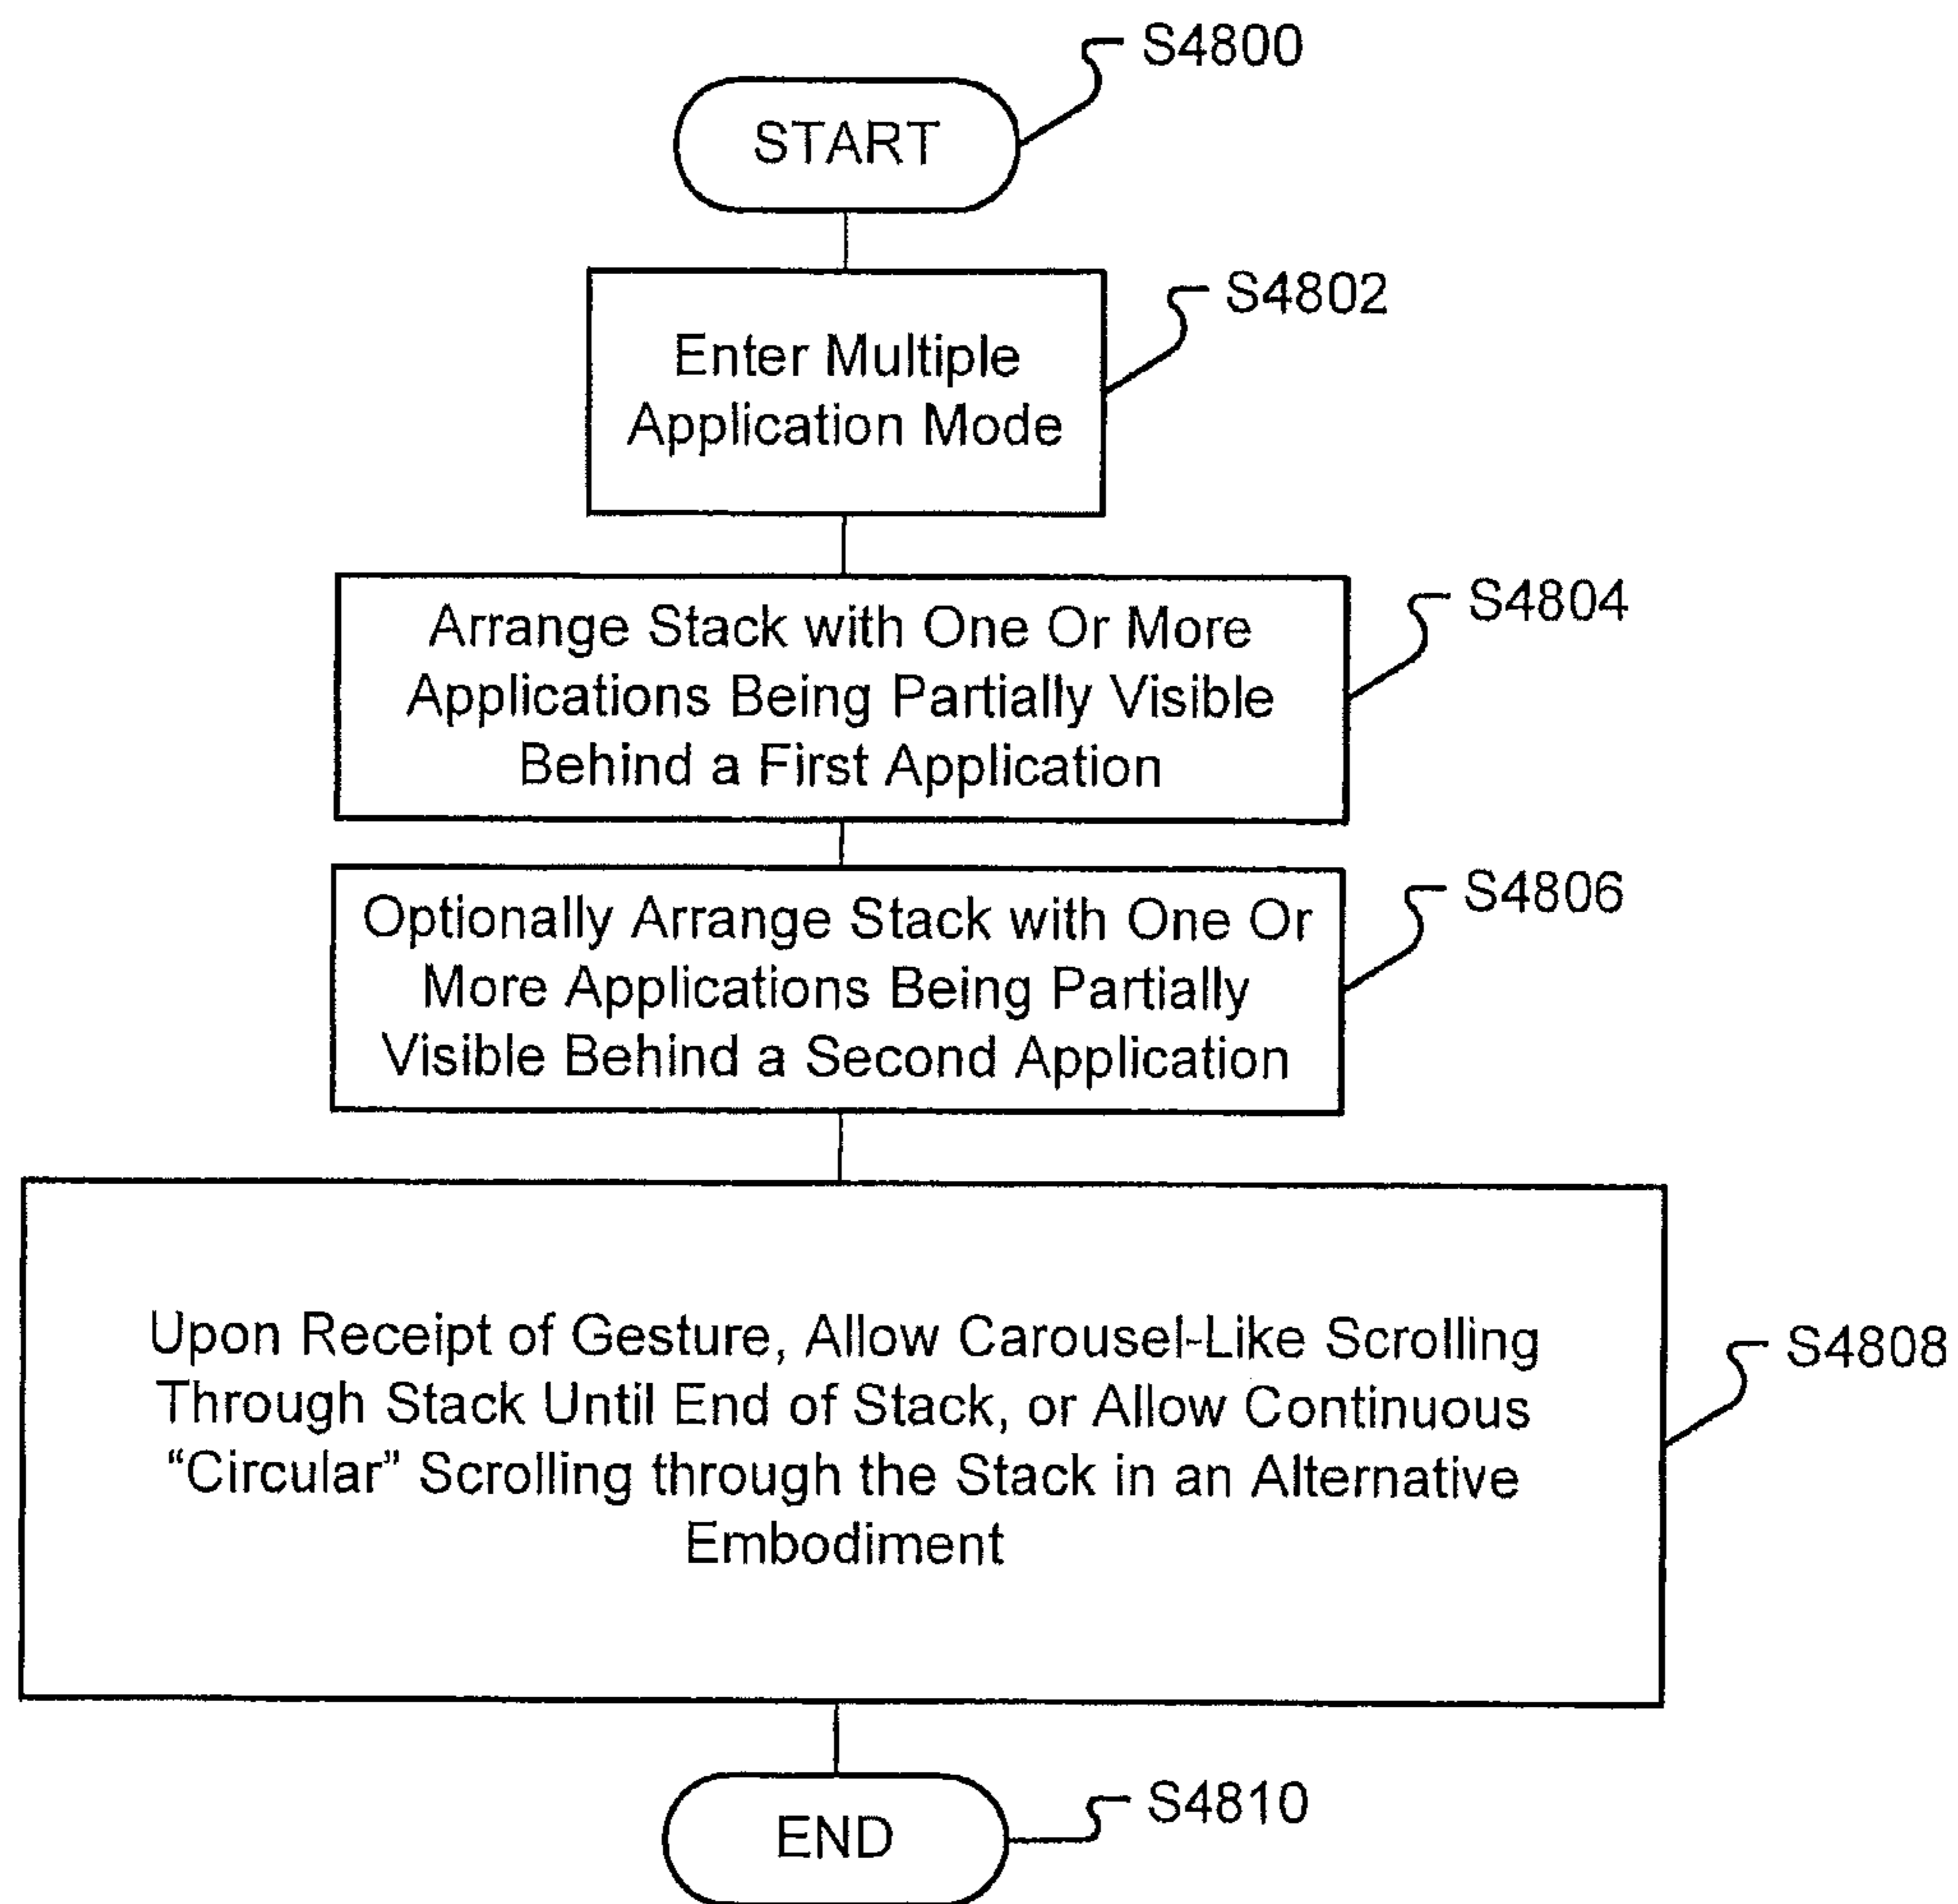 S4800
START
S4802
Enter Multiple
Application Mode
S4804
Arrange Stack with One Or More
Applications Being Partially Visible
Behind a First Application
S4806
Optionally Arrange Stack with One Or
More Applications Being Partially
Visible Behind a Second Application
S4808
Upon Receipt of Gesture, Allow Carousel-Like Scrolling
Through Stack Until End of Stack, or Allow Continuous
“Circular” Scrolling through the Stack in an Alternative
Embodiment
S4810
END